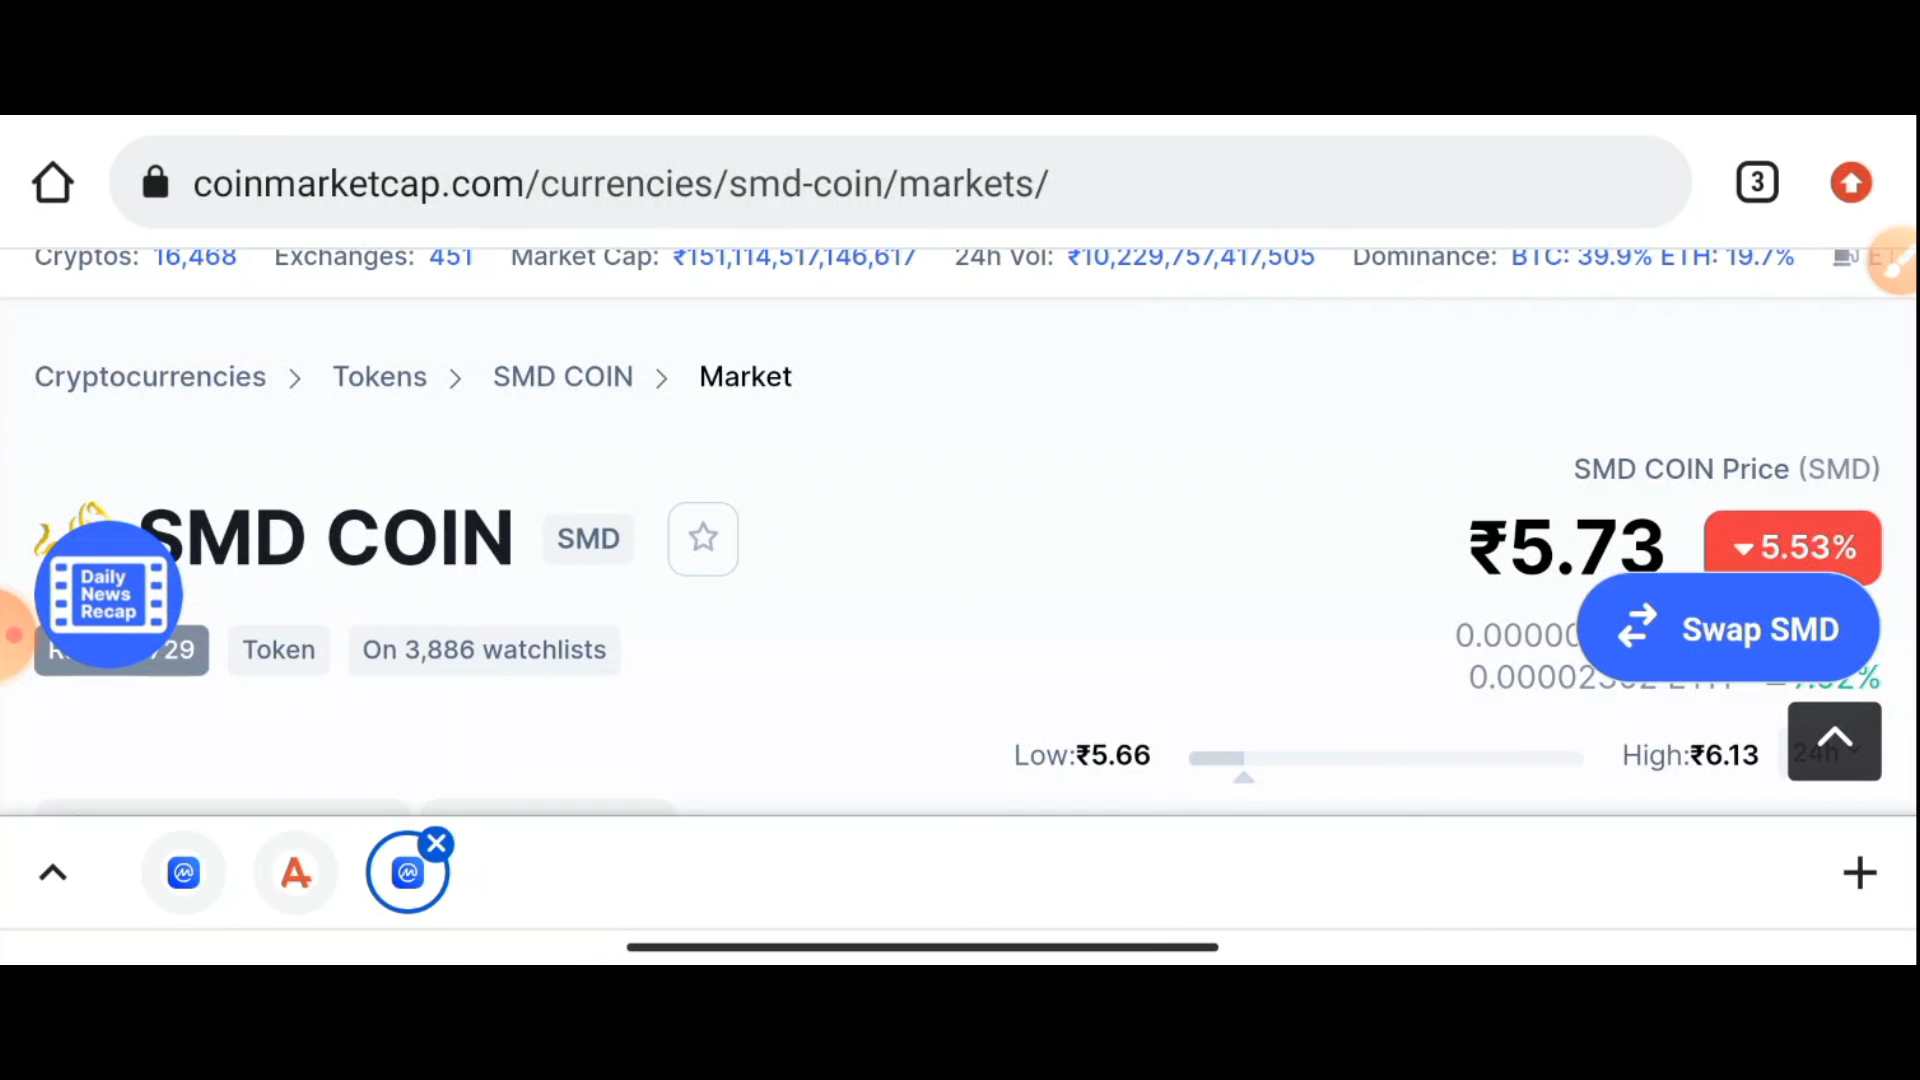 coinmarketcap.com/currencies/smd-coin/markets/
3
Cryptos: 16,468 Exchanges: 451 Market Cap: ₹151,114,517,146,617 24h Vol: ₹10,229,757,417,505 Dominance: BTC: 39.9% ETH: 19.7%
Cryptocurrencies > Tokens > SMD COIN > Market
SMD COIN Price (SMD)
SMD COIN SMD
₹5.73 5.53%
Daily
News
Recap
Token On 3,886 watchlists
Swap SMD
Low:₹5.66 High:₹6.13 24h
A